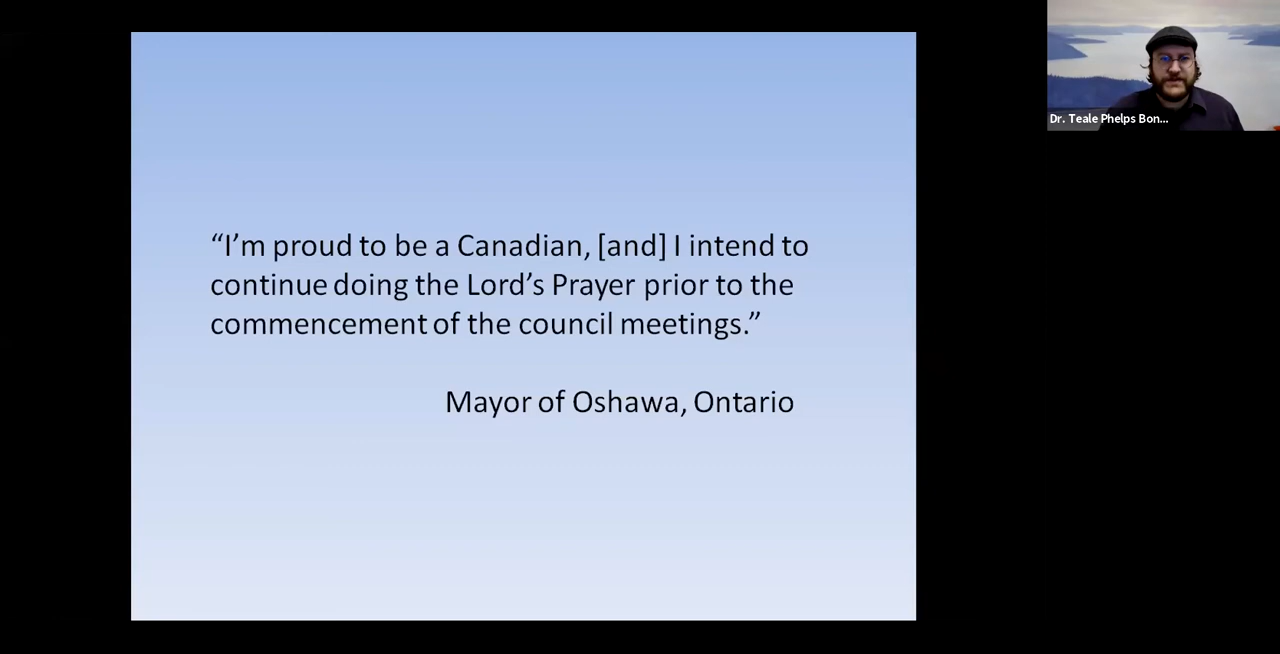 “I’m proud to be a Canadian, [and] I intend to
continue doing the Lord’s Prayer prior to the
commencement of the council meetings.”
Mayor of Oshawa, Ontario
Dr. Teale Phelps Bon...